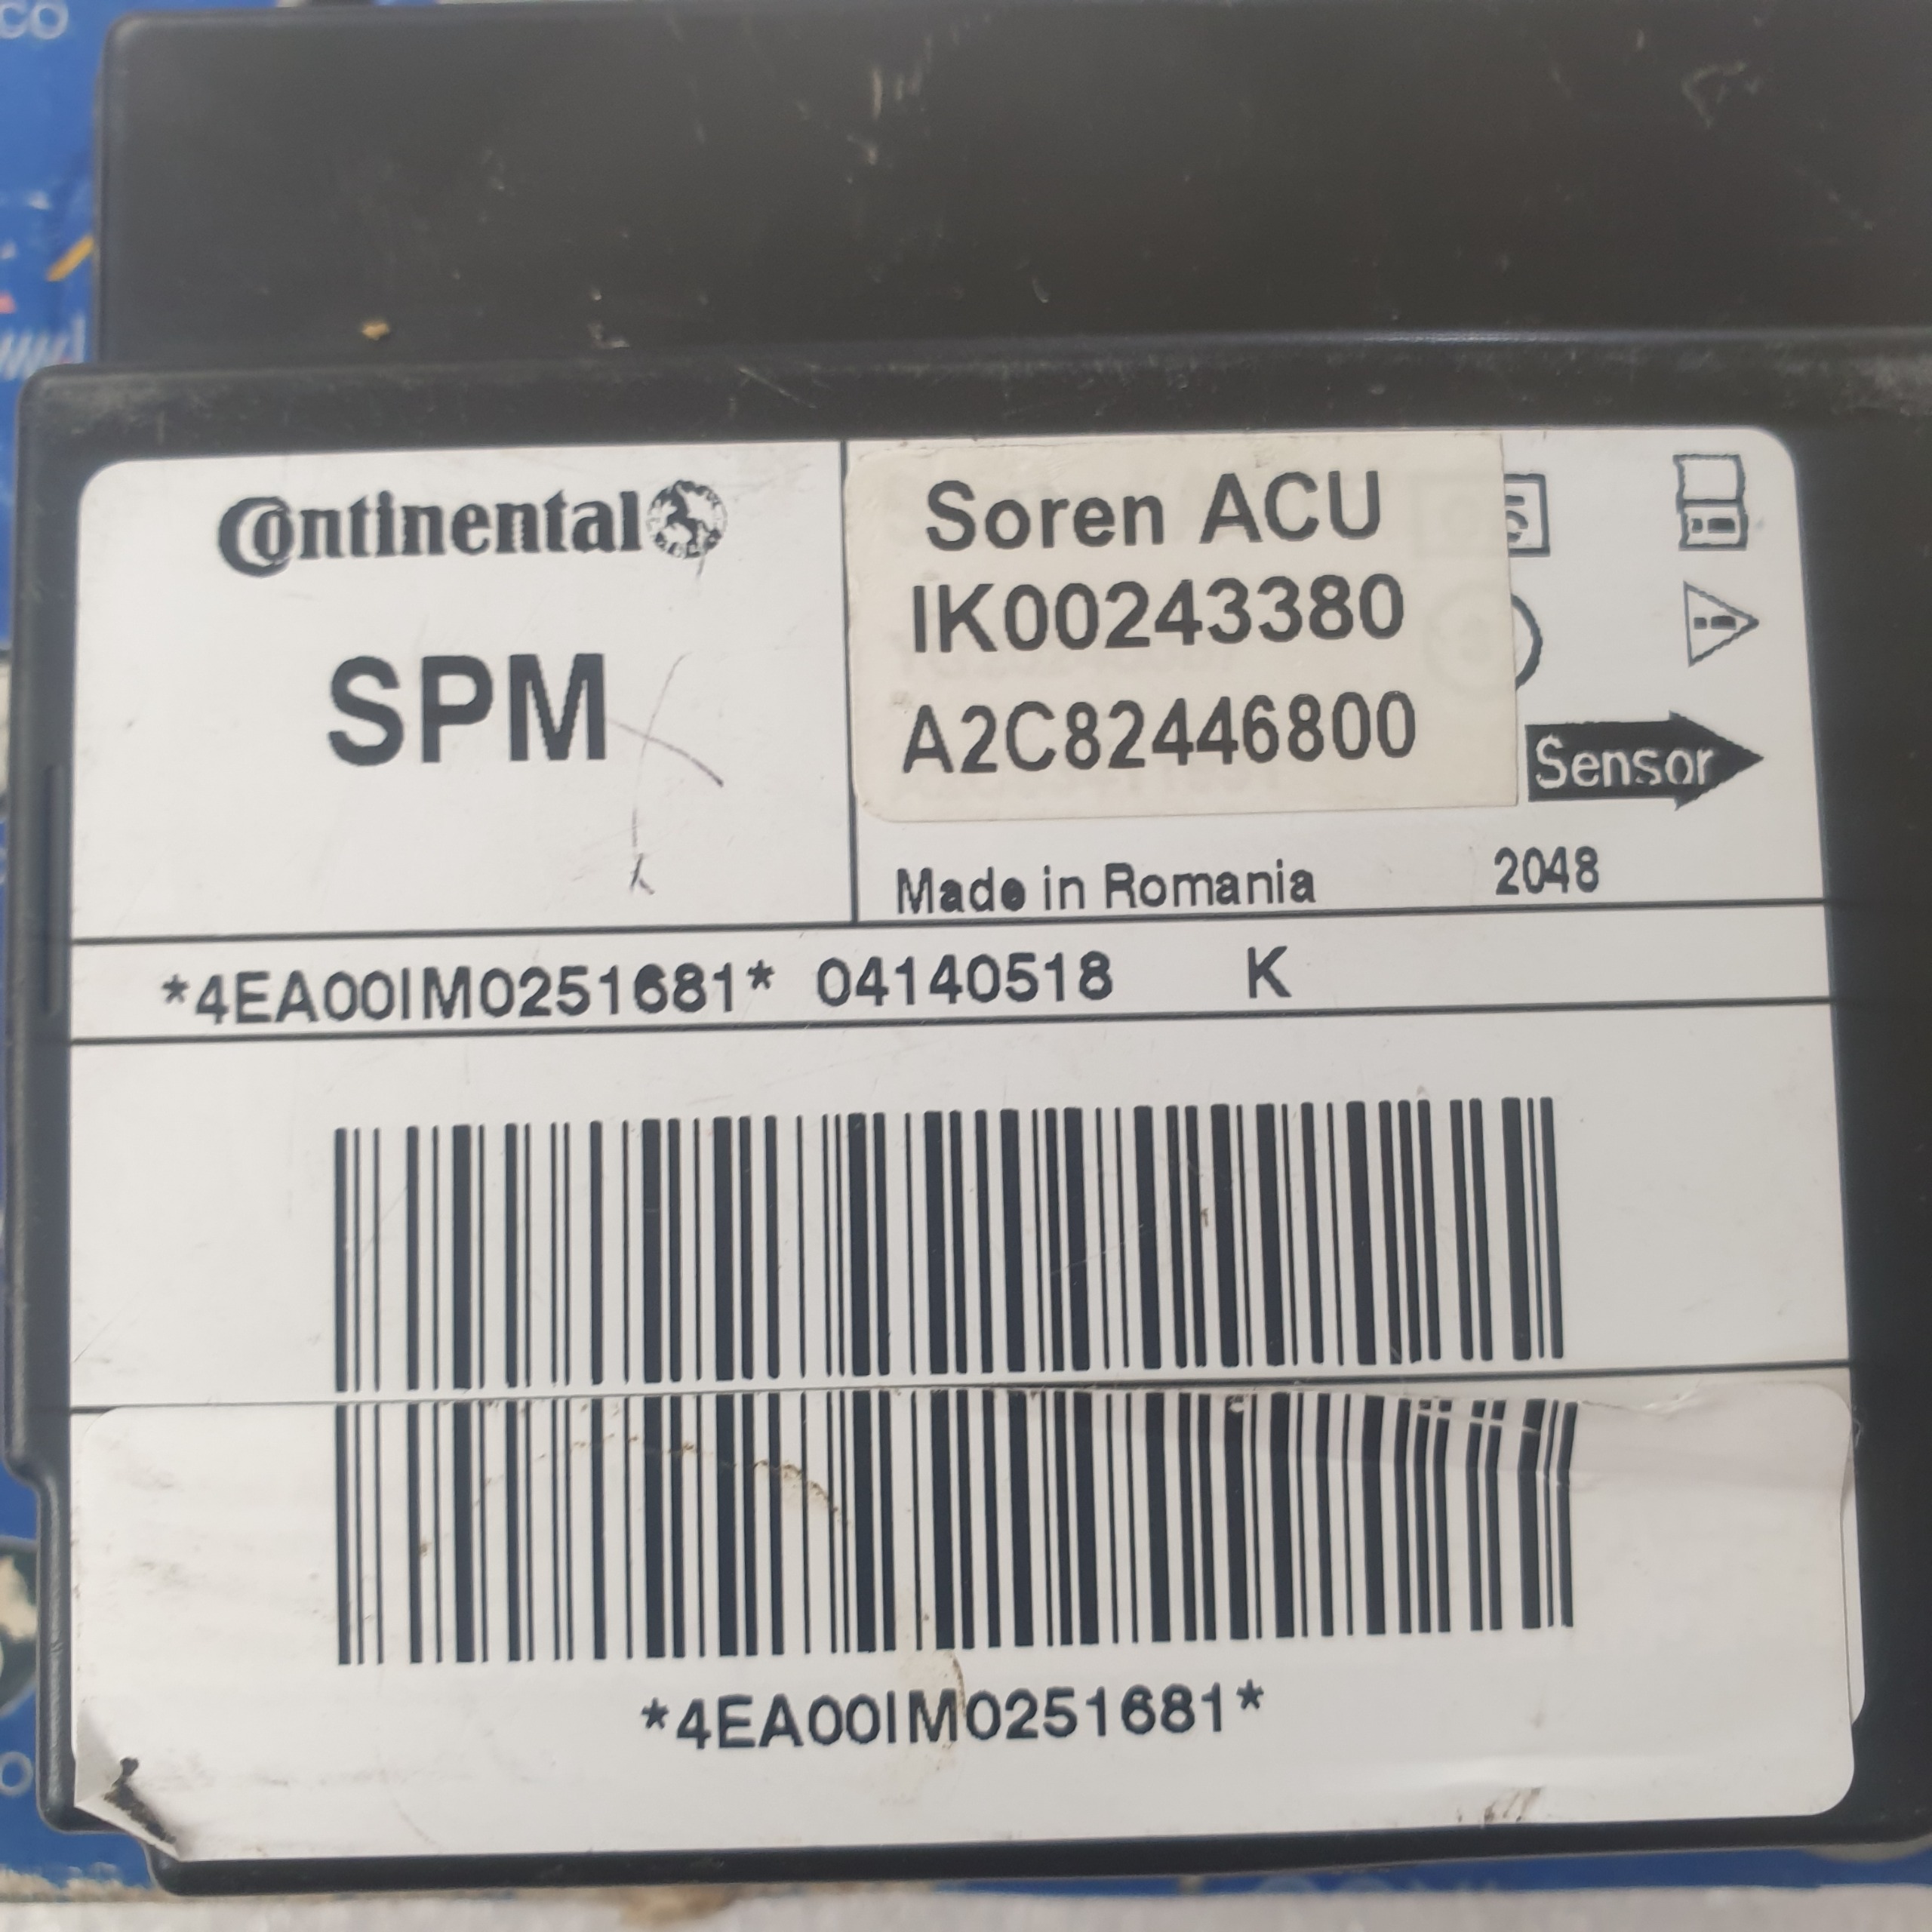 Continental
SPM
Soren ACU
IK00243380
A2C82446800
Sensor
Made in Romania 2048
*4EA00IM0251681* 04140518 K
*4EA00IM0251681*